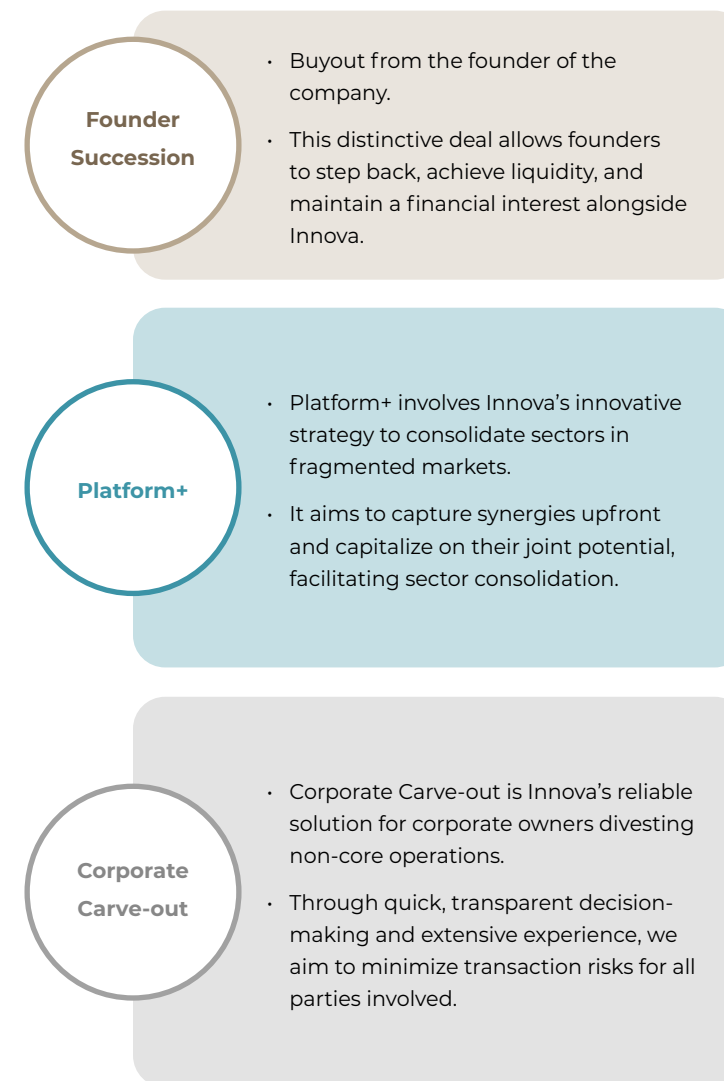 Founder
Succession
• Buyout from the founder of the
company.
• This distinctive deal allows founders
to step back, achieve liquidity, and
maintain a financial interest alongside
Innova.
Platform+
• Platform+ involves Innova’s innovative
strategy to consolidate sectors in
fragmented markets.
• It aims to capture synergies upfront
and capitalize on their joint potential,
facilitating sector consolidation.
Corporate
Carve-out
• Corporate Carve-out is Innova’s reliable
solution for corporate owners divesting
non-core operations.
• Through quick, transparent decision-
making and extensive experience, we
aim to minimize transaction risks for all
parties involved.